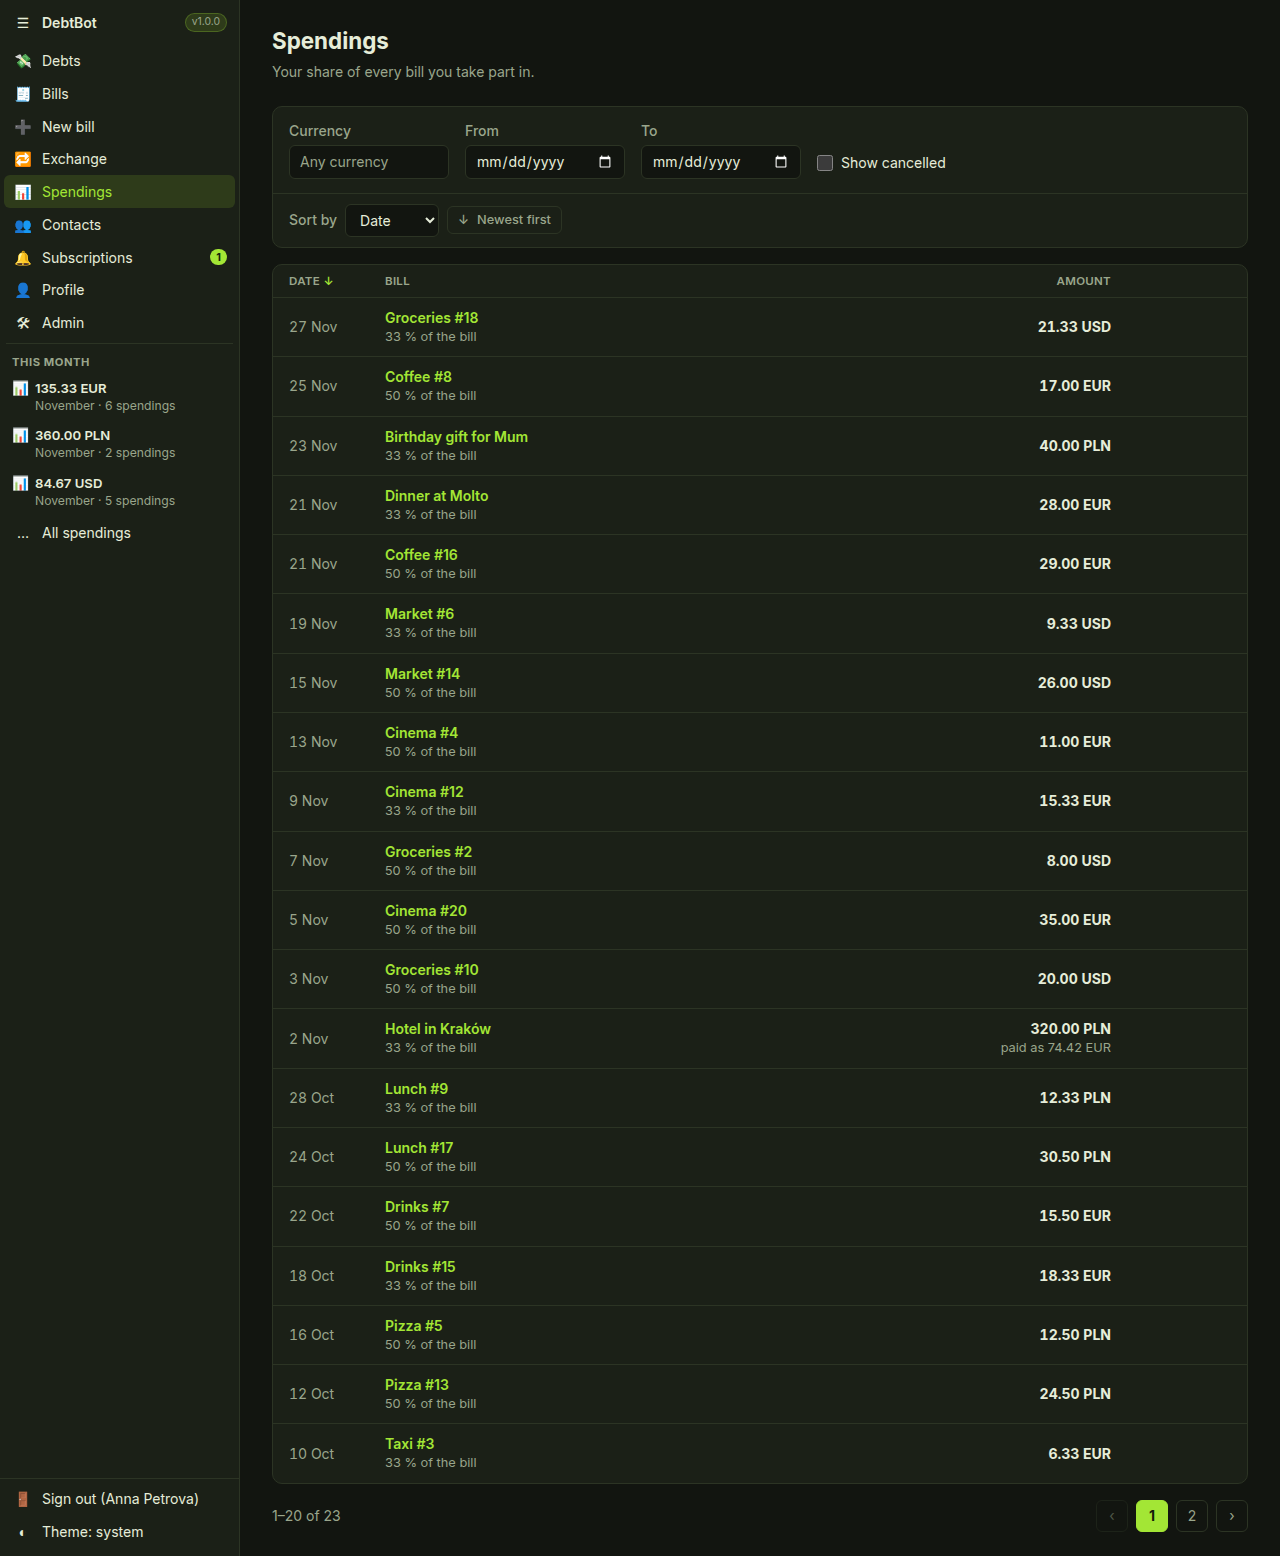 DebtBot v1.0.0
Debts
Bills
New bill
Exchange
Spendings
Contacts
Subscriptions 1
Profile
Admin
THIS MONTH
135.33 EUR
November · 6 spendings
360.00 PLN
November · 2 spendings
84.67 USD
November · 5 spendings
... All spendings
Sign out (Anna Petrova)
Theme: system
Spendings
Your share of every bill you take part in.
Currency From To
Any currency mm/dd/yyyy mm/dd/yyyy Show cancelled
Sort by Date ↓ Newest first
DATE ↓ BILL AMOUNT
27 Nov Groceries #18 21.33 USD
33 % of the bill
25 Nov Coffee #8 17.00 EUR
50 % of the bill
23 Nov Birthday gift for Mum 40.00 PLN
33 % of the bill
21 Nov Dinner at Molto 28.00 EUR
33 % of the bill
21 Nov Coffee #16 29.00 EUR
50 % of the bill
19 Nov Market #6 9.33 USD
33 % of the bill
15 Nov Market #14 26.00 USD
50 % of the bill
13 Nov Cinema #4 11.00 EUR
50 % of the bill
9 Nov Cinema #12 15.33 EUR
33 % of the bill
7 Nov Groceries #2 8.00 USD
50 % of the bill
5 Nov Cinema #20 35.00 EUR
50 % of the bill
3 Nov Groceries #10 20.00 USD
50 % of the bill
2 Nov Hotel in Kraków 320.00 PLN
33 % of the bill paid as 74.42 EUR
28 Oct Lunch #9 12.33 PLN
33 % of the bill
24 Oct Lunch #17 30.50 PLN
50 % of the bill
22 Oct Drinks #7 15.50 EUR
50 % of the bill
18 Oct Drinks #15 18.33 EUR
33 % of the bill
16 Oct Pizza #5 12.50 PLN
50 % of the bill
12 Oct Pizza #13 24.50 PLN
50 % of the bill
10 Oct Taxi #3 6.33 EUR
33 % of the bill
1–20 of 23 ‹ 1 2 ›